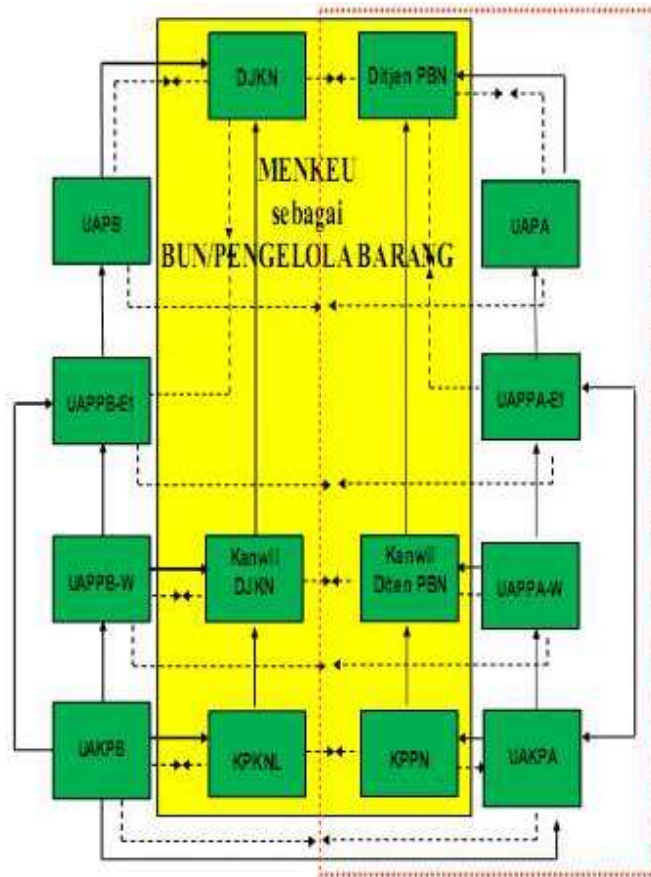 DJKN
Ditjen PBN
MENKEU
sebagai
BUN/PENGELOLA BARANG
UAPB
UAPA
UAPPB-E1
UAPPA-E1
UAPPB-W
Kanwil
DJKN
Kanwil
Dtjen PBN
UAPPA-W
UAKPB
KPKNL
KPPN
UAKPA